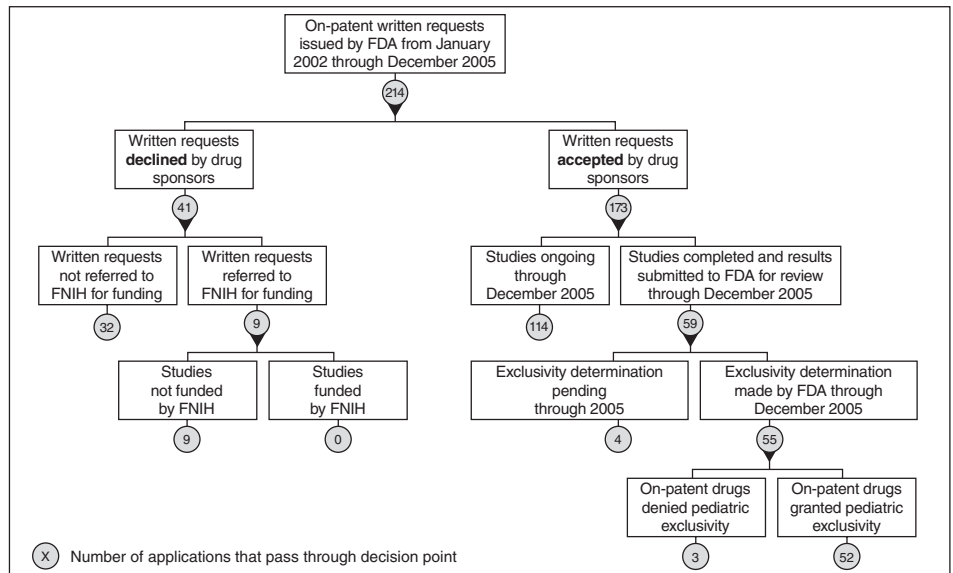 On-patent written requests
issued by FDA from January
2002 through December 2005
214
Written requests
declined by drug
sponsors
Written requests
accepted by drug
sponsors
41
173
Written requests
not referred to
FNIH for funding
Written requests
referred to
FNIH for funding
Studies ongoing
through
December 2005
Studies completed and results
submitted to FDA for review
through December 2005
32
9
114
59
Studies
not funded
by FNIH
Studies
funded
by FNIH
Exclusivity determination
pending
through 2005
Exclusivity determination
made by FDA through
December 2005
9
0
4
55
On-patent drugs
denied pediatric
exclusivity
On-patent drugs
granted pediatric
exclusivity
3
52
X Number of applications that pass through decision point